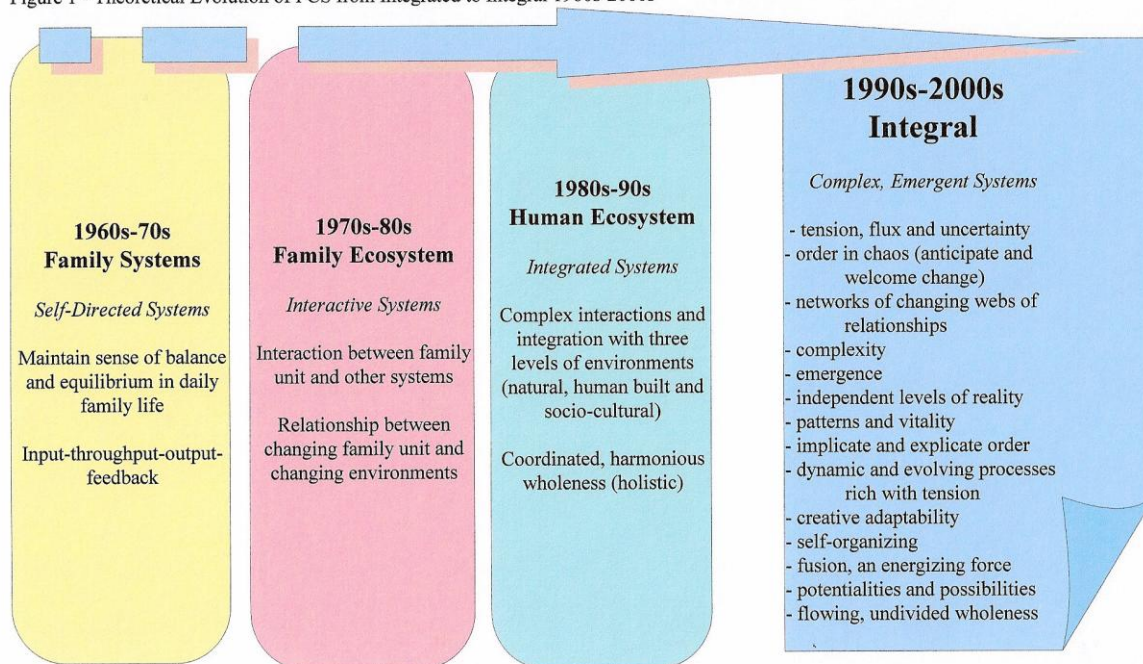 Figure 1 - Theoretical Evolution of FCS from Integrated to Integral 1960s-2000s
1960s-70s
Family Systems
Self-Directed Systems
Maintain sense of balance
and equilibrium in daily
family life
Input-throughput-output-
feedback
1970s-80s
Family Ecosystem
Interactive Systems
Interaction between family
unit and other systems
Relationship between
changing family unit and
changing environments
1980s-90s
Human Ecosystem
Integrated Systems
Complex interactions and
integration with three
levels of environments
(natural, human built and
socio-cultural)
Coordinated, harmonious
wholeness (holistic)
1990s-2000s
Integral
Complex, Emergent Systems
- tension, flux and uncertainty
- order in chaos (anticipate and
welcome change)
- networks of changing webs of
relationships
- complexity
- emergence
- independent levels of reality
- patterns and vitality
- implicate and explicate order
- dynamic and evolving processes
rich with tension
- creative adaptability
- self-organizing
- fusion, an energizing force
- potentialities and possibilities
- flowing, undivided wholeness